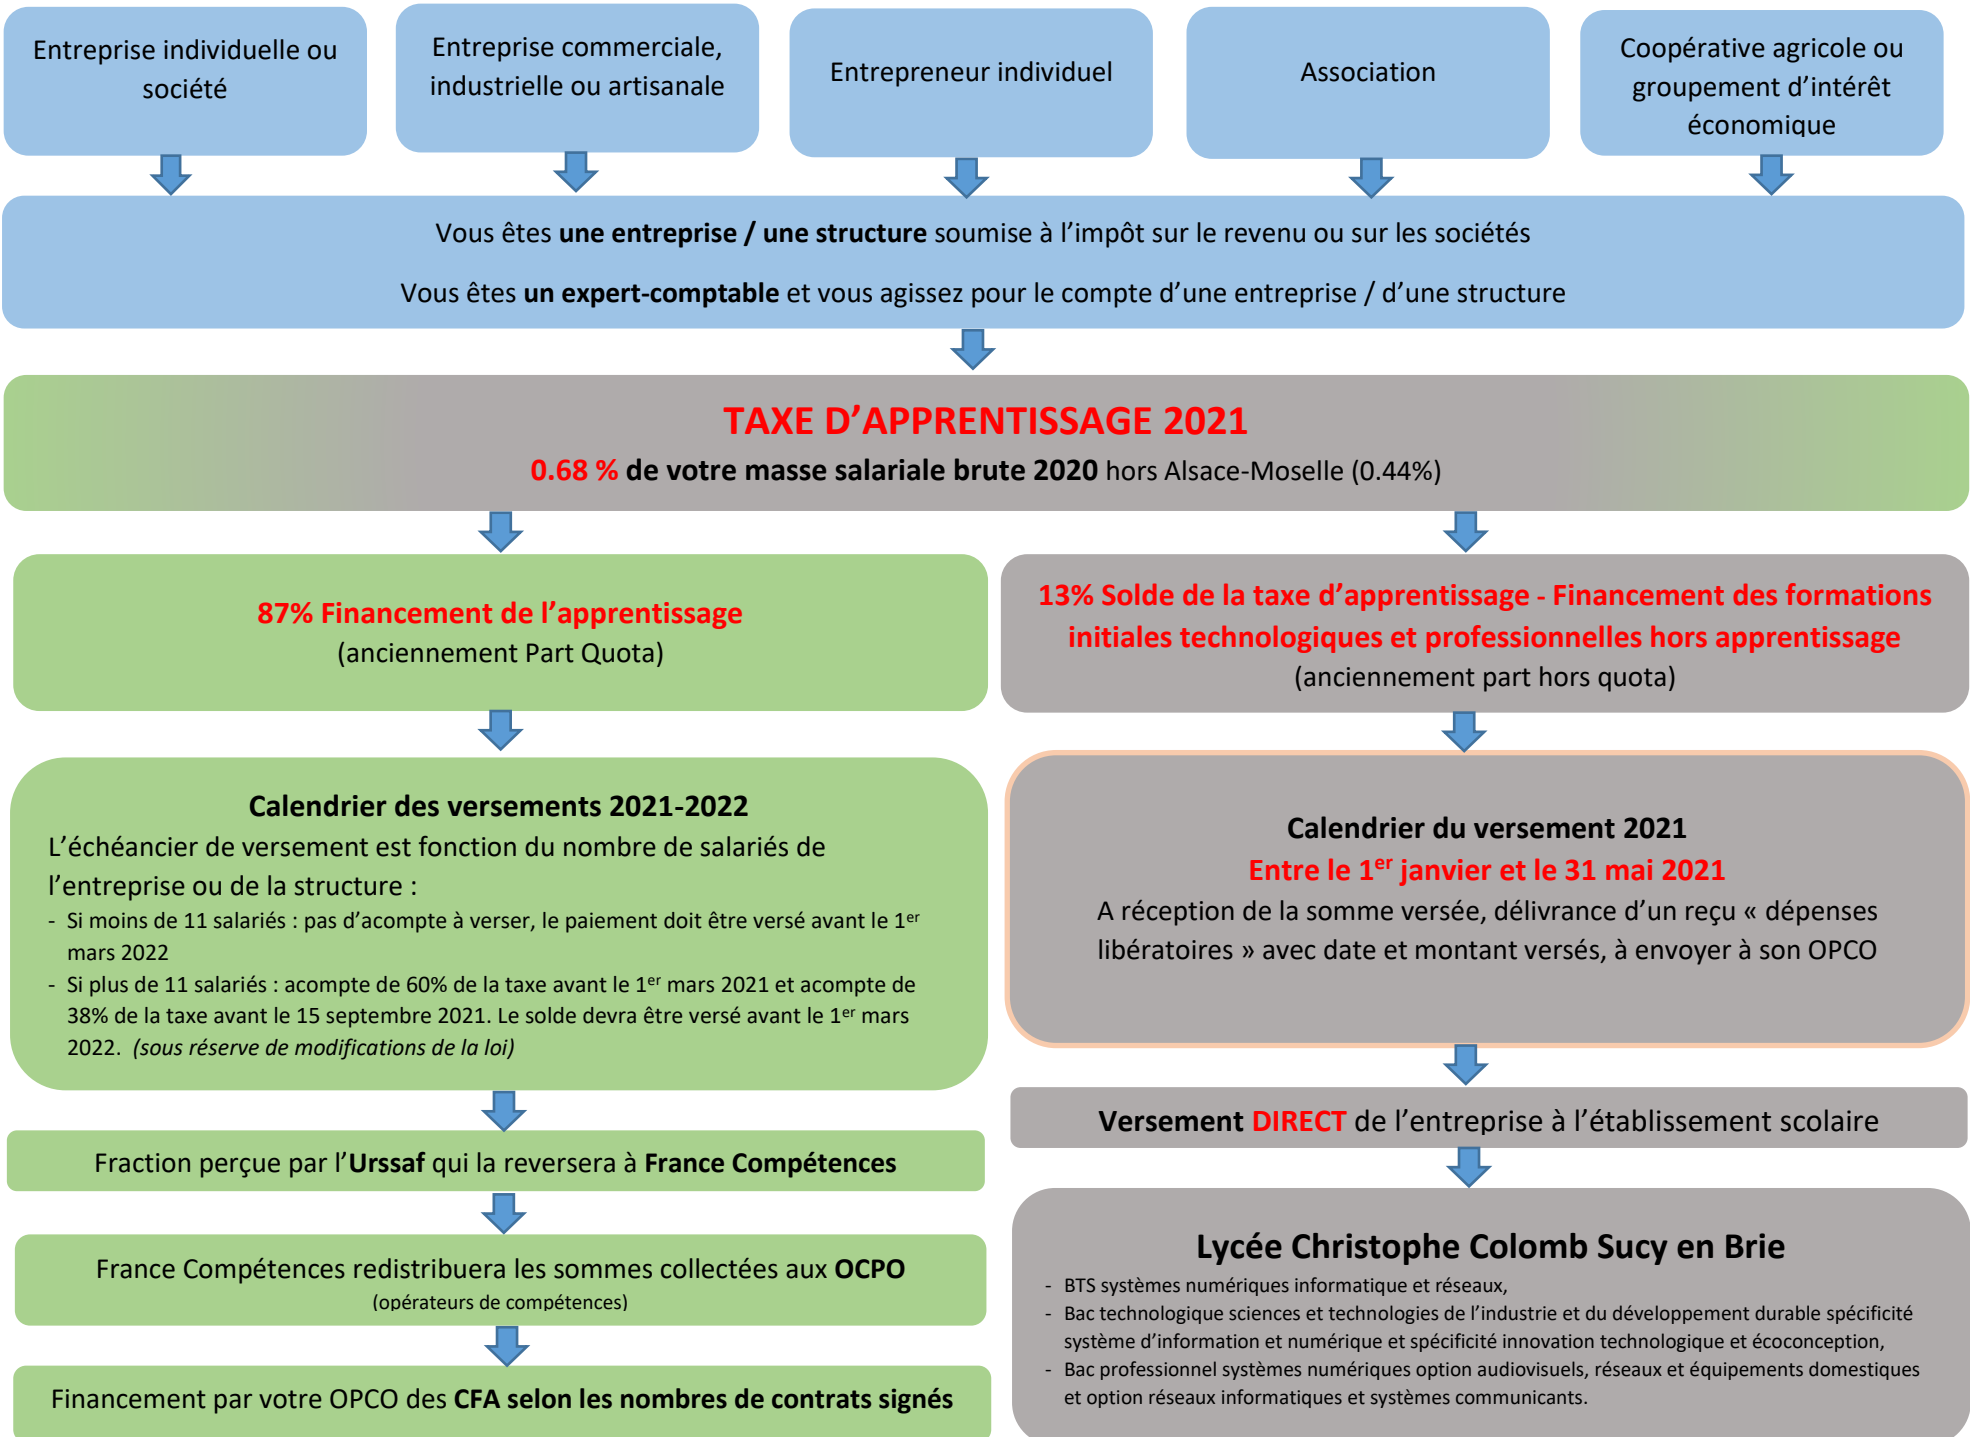 Entreprise individuelle ou
société
Entreprise commerciale,
industrielle ou artisanale
Entrepreneur individuel
Association
Coopérative agricole ou
groupement d’intérêt
économique
Vous êtes une entreprise / une structure soumise à l’impôt sur le revenu ou sur les sociétés
Vous êtes un expert-comptable et vous agissez pour le compte d’une entreprise / d’une structure
TAXE D’APPRENTISSAGE 2021
0.68 % de votre masse salariale brute 2020 hors Alsace-Moselle (0.44%)
87% Financement de l’apprentissage
(anciennement Part Quota)
Calendrier des versements 2021-2022
L’échéancier de versement est fonction du nombre de salariés de
l’entreprise ou de la structure :
- Si moins de 11 salariés : pas d’acompte à verser, le paiement doit être versé avant le 1er
mars 2022
- Si plus de 11 salariés : acompte de 60% de la taxe avant le 1er mars 2021 et acompte de
38% de la taxe avant le 15 septembre 2021. Le solde devra être versé avant le 1er mars
2022. (sous réserve de modifications de la loi)
Fraction perçue par l’Urssaf qui la reversera à France Compétences
France Compétences redistribuera les sommes collectées aux OCPO
(opérateurs de compétences)
Financement par votre OPCO des CFA selon les nombres de contrats signés
13% Solde de la taxe d’apprentissage - Financement des formations
initiales technologiques et professionnelles hors apprentissage
(anciennement part hors quota)
Calendrier du versement 2021
Entre le 1er janvier et le 31 mai 2021
A réception de la somme versée, délivrance d’un reçu « dépenses
libératoires » avec date et montant versés, à envoyer à son OPCO
Versement DIRECT de l’entreprise à l’établissement scolaire
Lycée Christophe Colomb Sucy en Brie
- BTS systèmes numériques informatique et réseaux,
- Bac technologique sciences et technologies de l’industrie et du développement durable spécificité
système d’information et numérique et spécificité innovation technologique et écoconception,
- Bac professionnel systèmes numériques option audiovisuels, réseaux et équipements domestiques
et option réseaux informatiques et systèmes communicants.